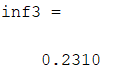 inf3 =
0.2310